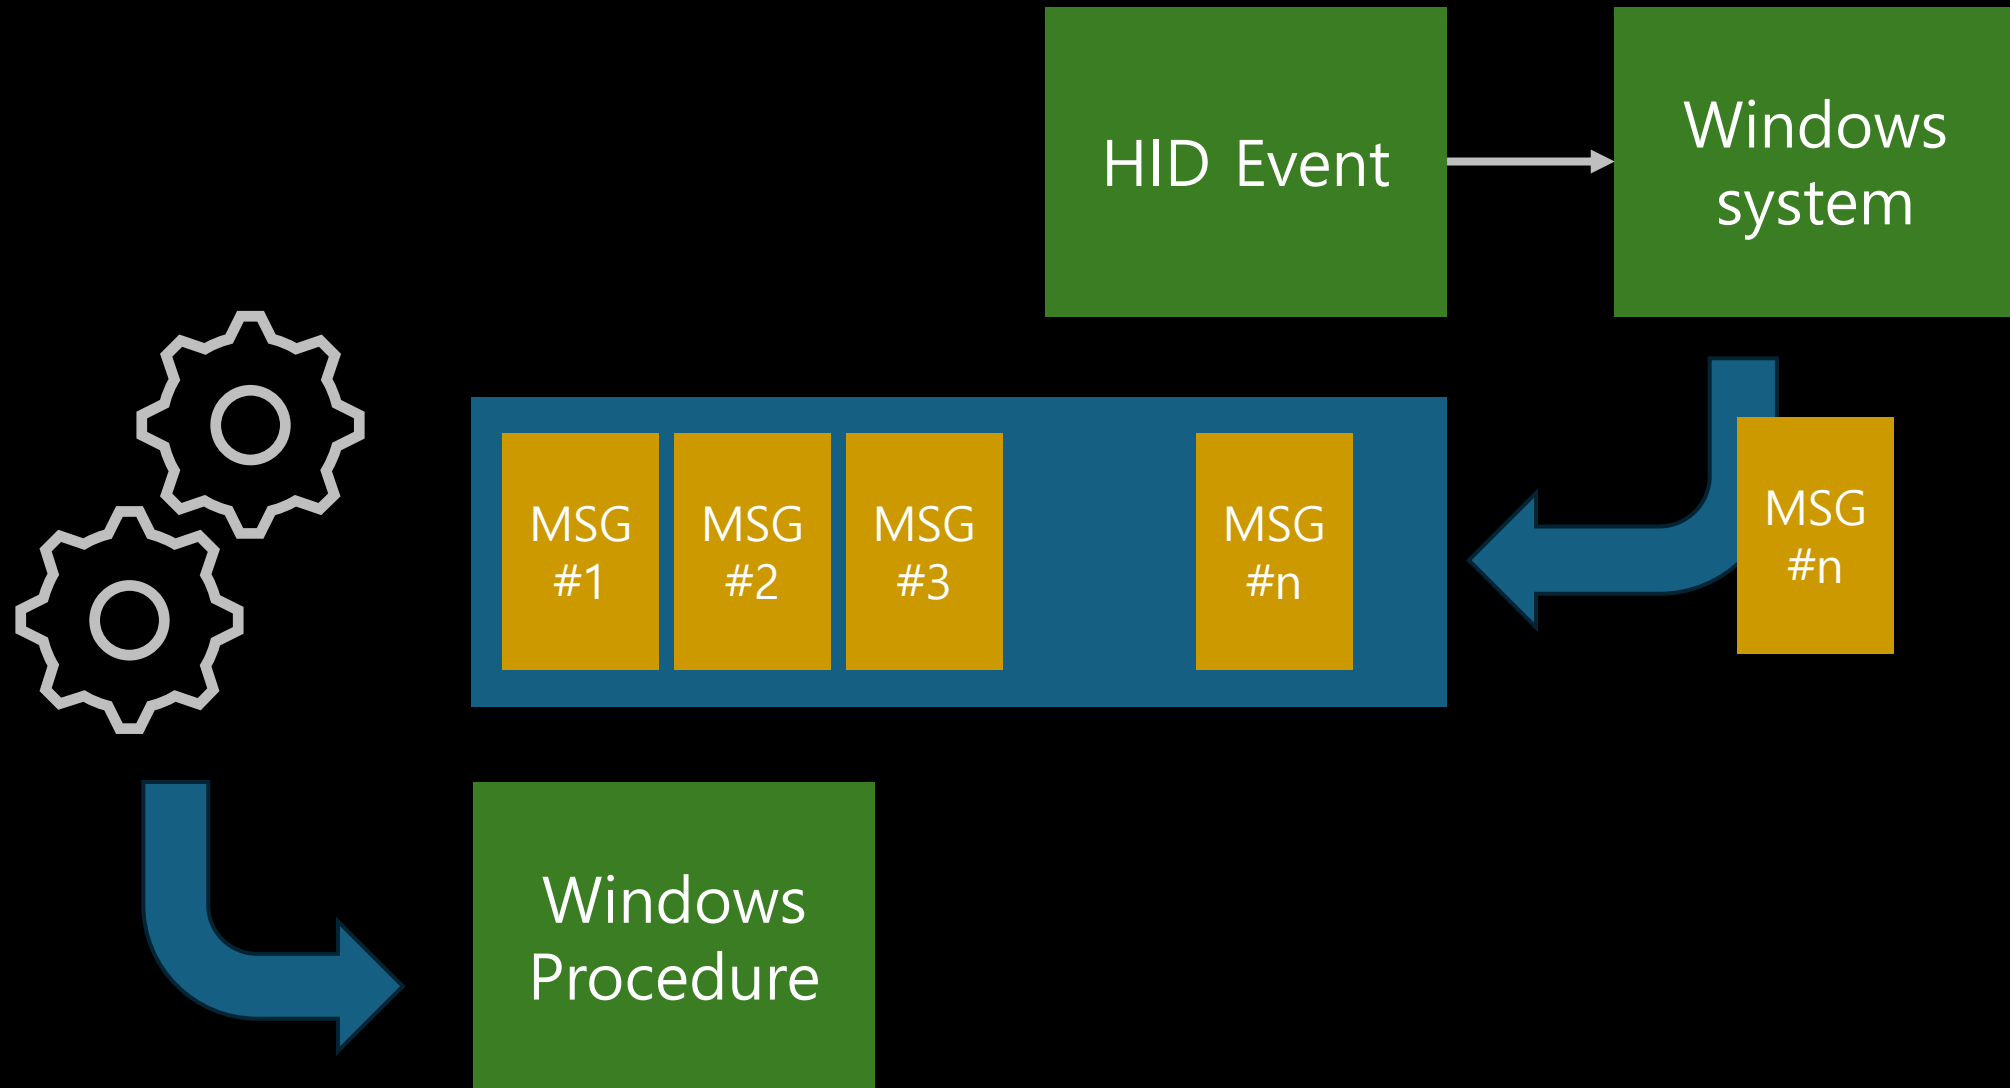 HID Event
Windows
system
MSG
#1
MSG
#2
MSG
#3
MSG
#n
MSG
#n
Windows
Procedure